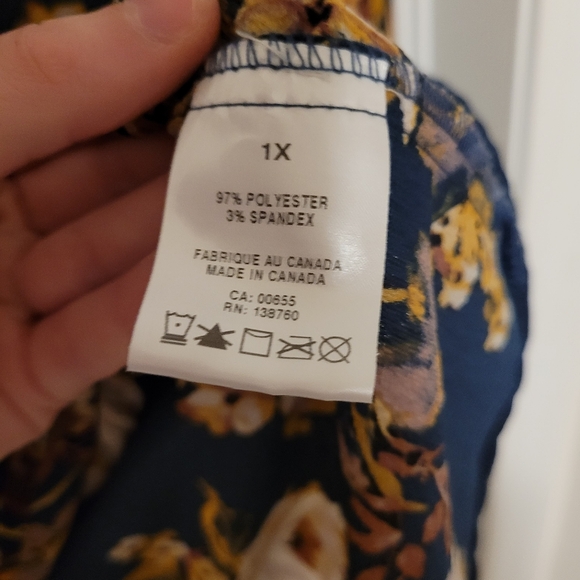 1X
97% POLYESTER
3% SPANDEX
FABRIQUE AU CANADA
MADE IN CANADA
CA: 00655
RN: 138760